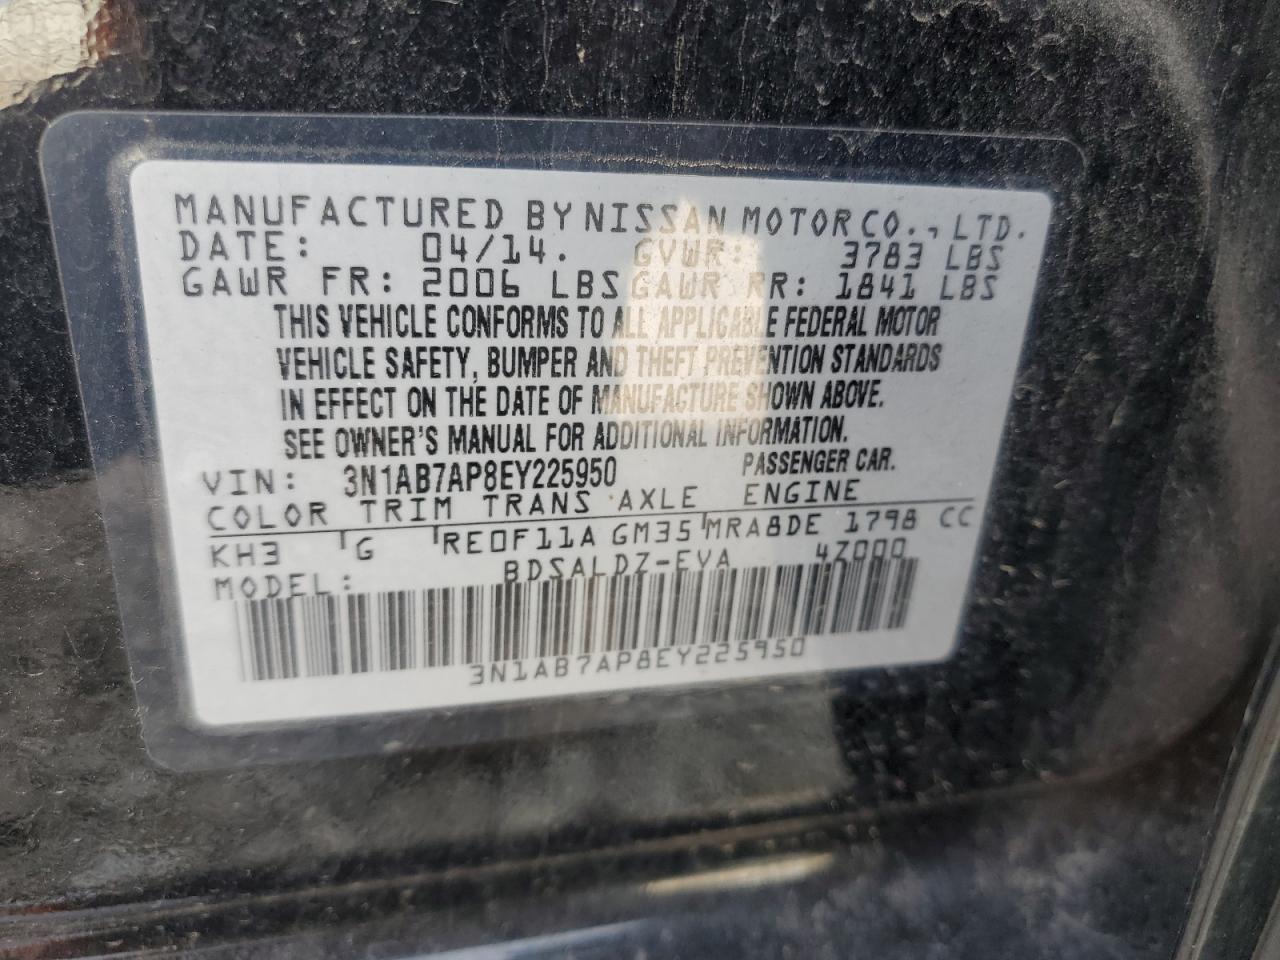 MANUFACTURED BY NISSAN MOTOR CO., LTD.
DATE: 04/14. GVWR: 3783 LBS
GAWR FR: 2006 LBS GAWR RR: 1841 LBS
THIS VEHICLE CONFORMS TO ALL APPLICABLE FEDERAL MOTOR
VEHICLE SAFETY, BUMPER AND THEFT PREVENTION STANDARDS
IN EFFECT ON THE DATE OF MANUFACTURE SHOWN ABOVE.
SEE OWNER'S MANUAL FOR ADDITIONAL INFORMATION.
VIN: 3N1AB7AP8EY225950 PASSENGER CAR.
COLOR TRIM TRANS AXLE ENGINE
KH3 G RE0F11A GM35 MRA8DE 1798 CC
MODEL: BDSALDZ-EVA 4Z000
3N1AB7AP8EY225950